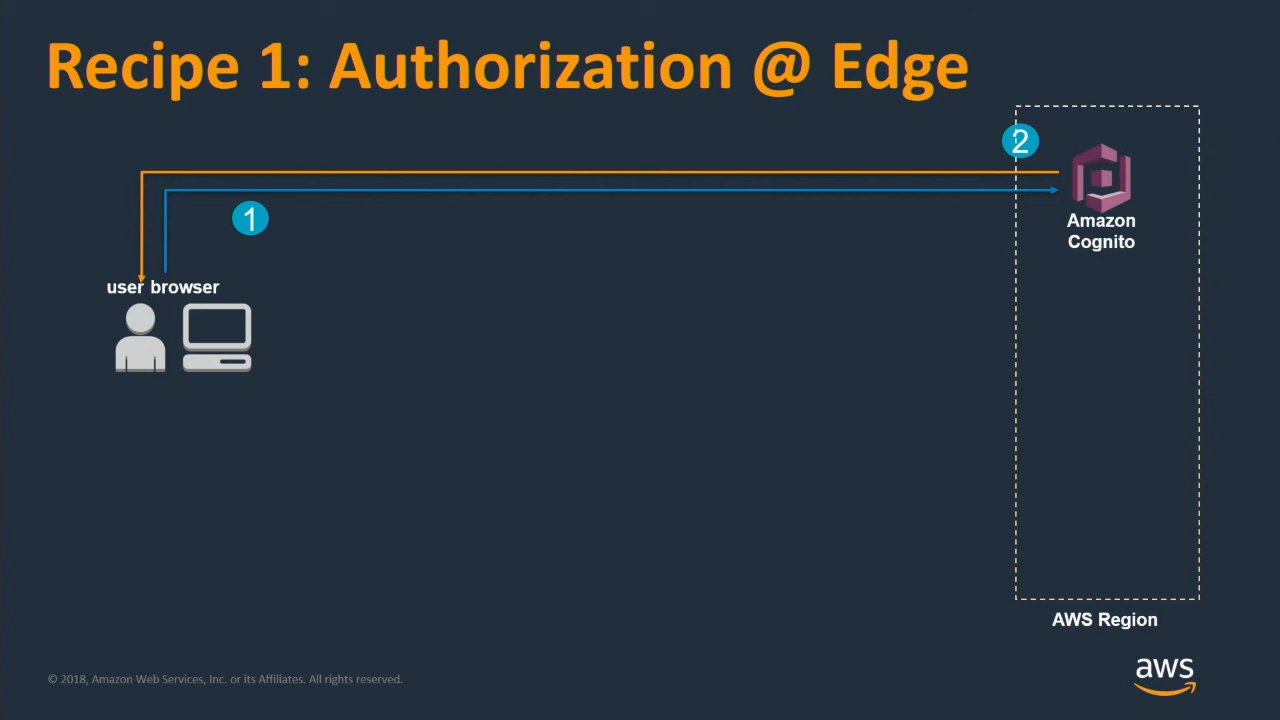 Recipe 1: Authorization @ Edge
2
1
Amazon
Cognito
user browser
AWS Region
© 2018, Amazon Web Services, Inc. or its Affiliates. All rights reserved.
aws